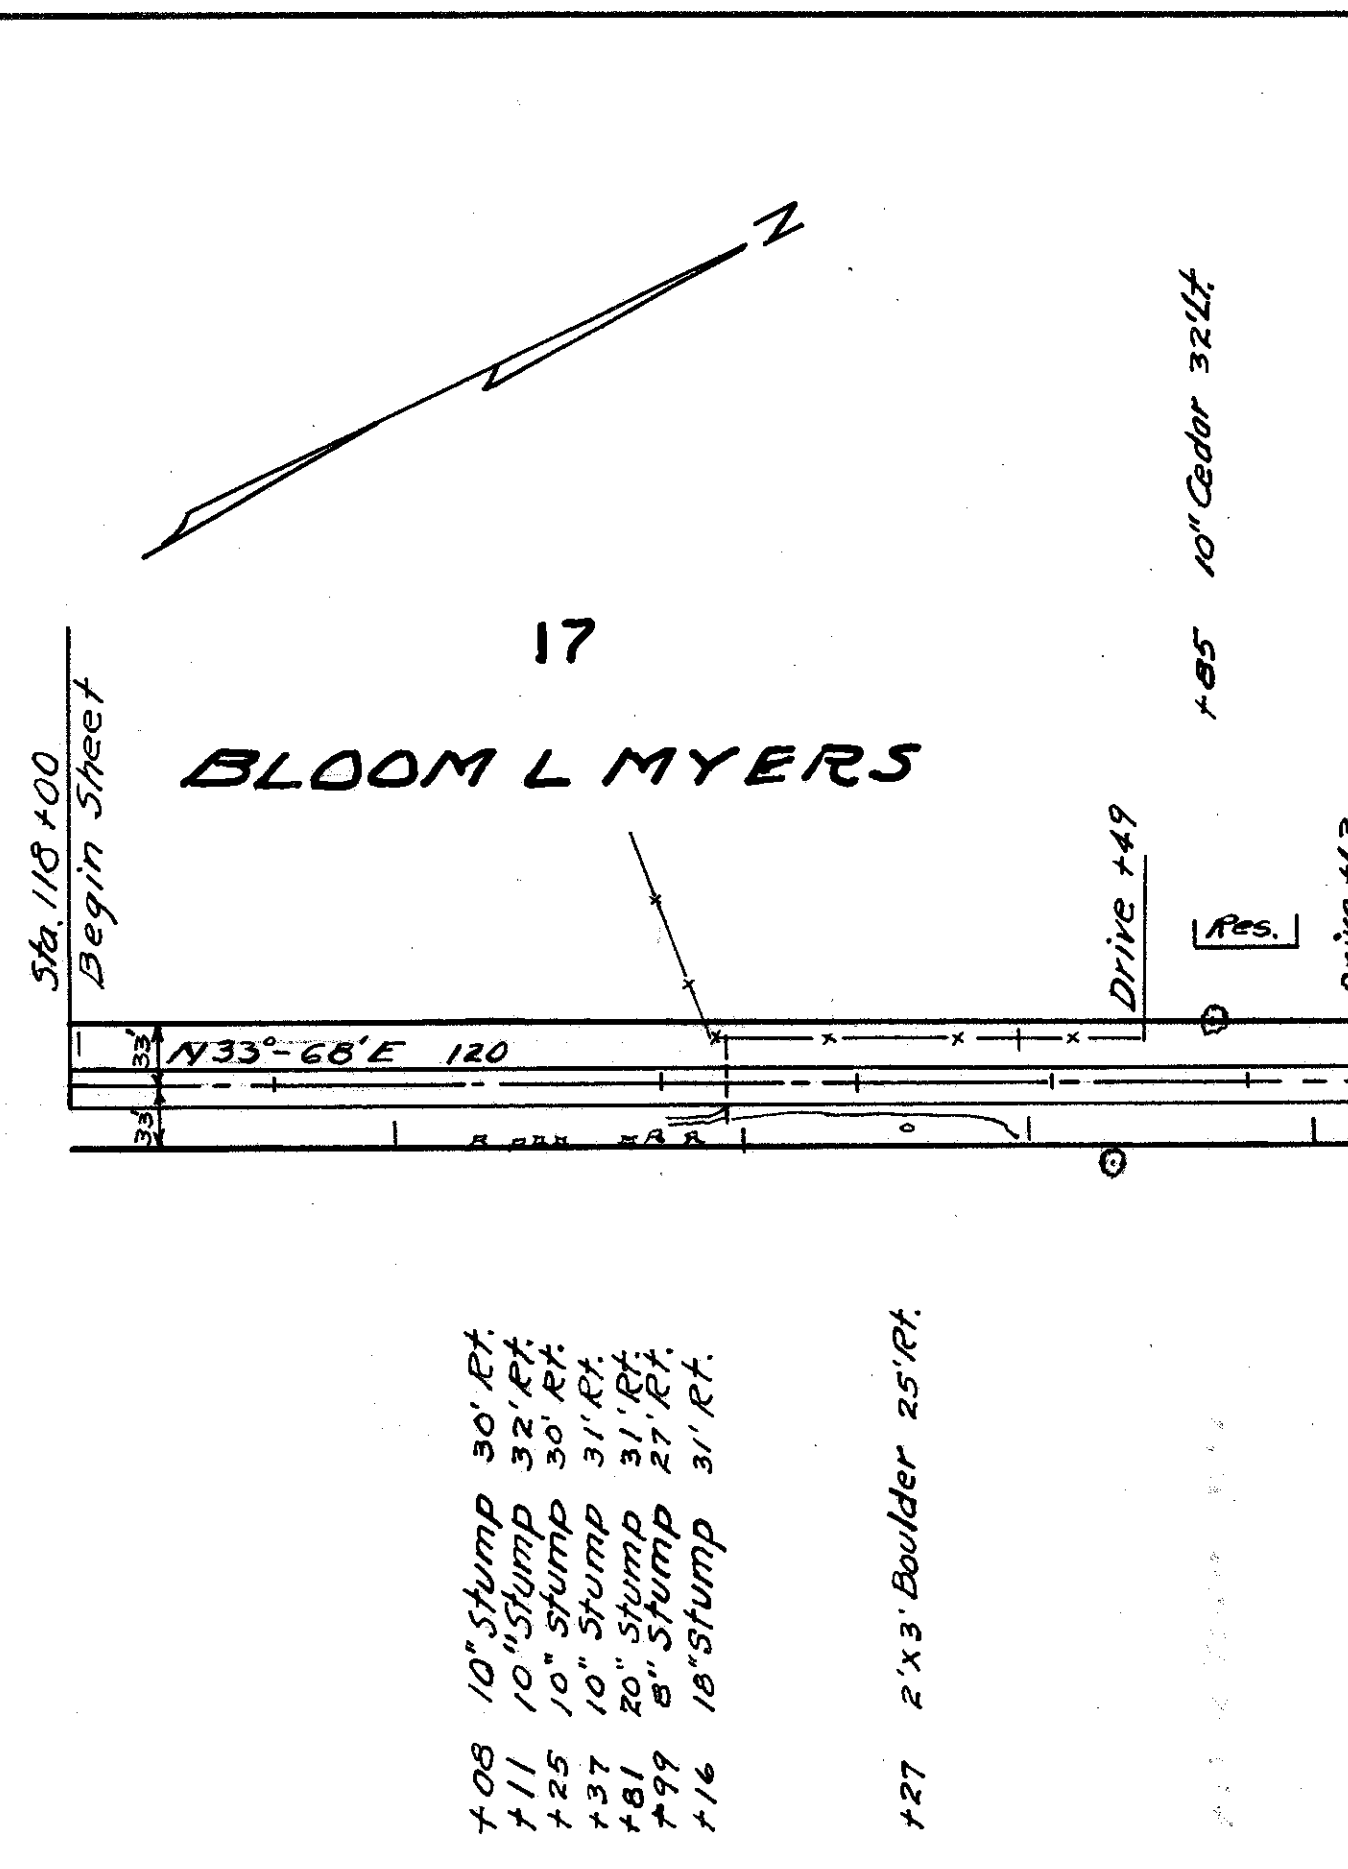 N
+85 10" Cedar 32' Lt.
17
Sta. 118+00
Begin Sheet
BLOOM L MYERS
Drive +49
Res.
33'
N33°-68'E 120
33'
+08 10" Stump 30' Rt.
+11 10" Stump 32' Rt.
+25 10" Stump 30' Rt.
+37 10" Stump 31' Rt.
+81 20" Stump 31' Rt.
+99 8" Stump 27' Rt.
+16 18" Stump 31' Rt.
+27 2'x3' Boulder 25' Rt.